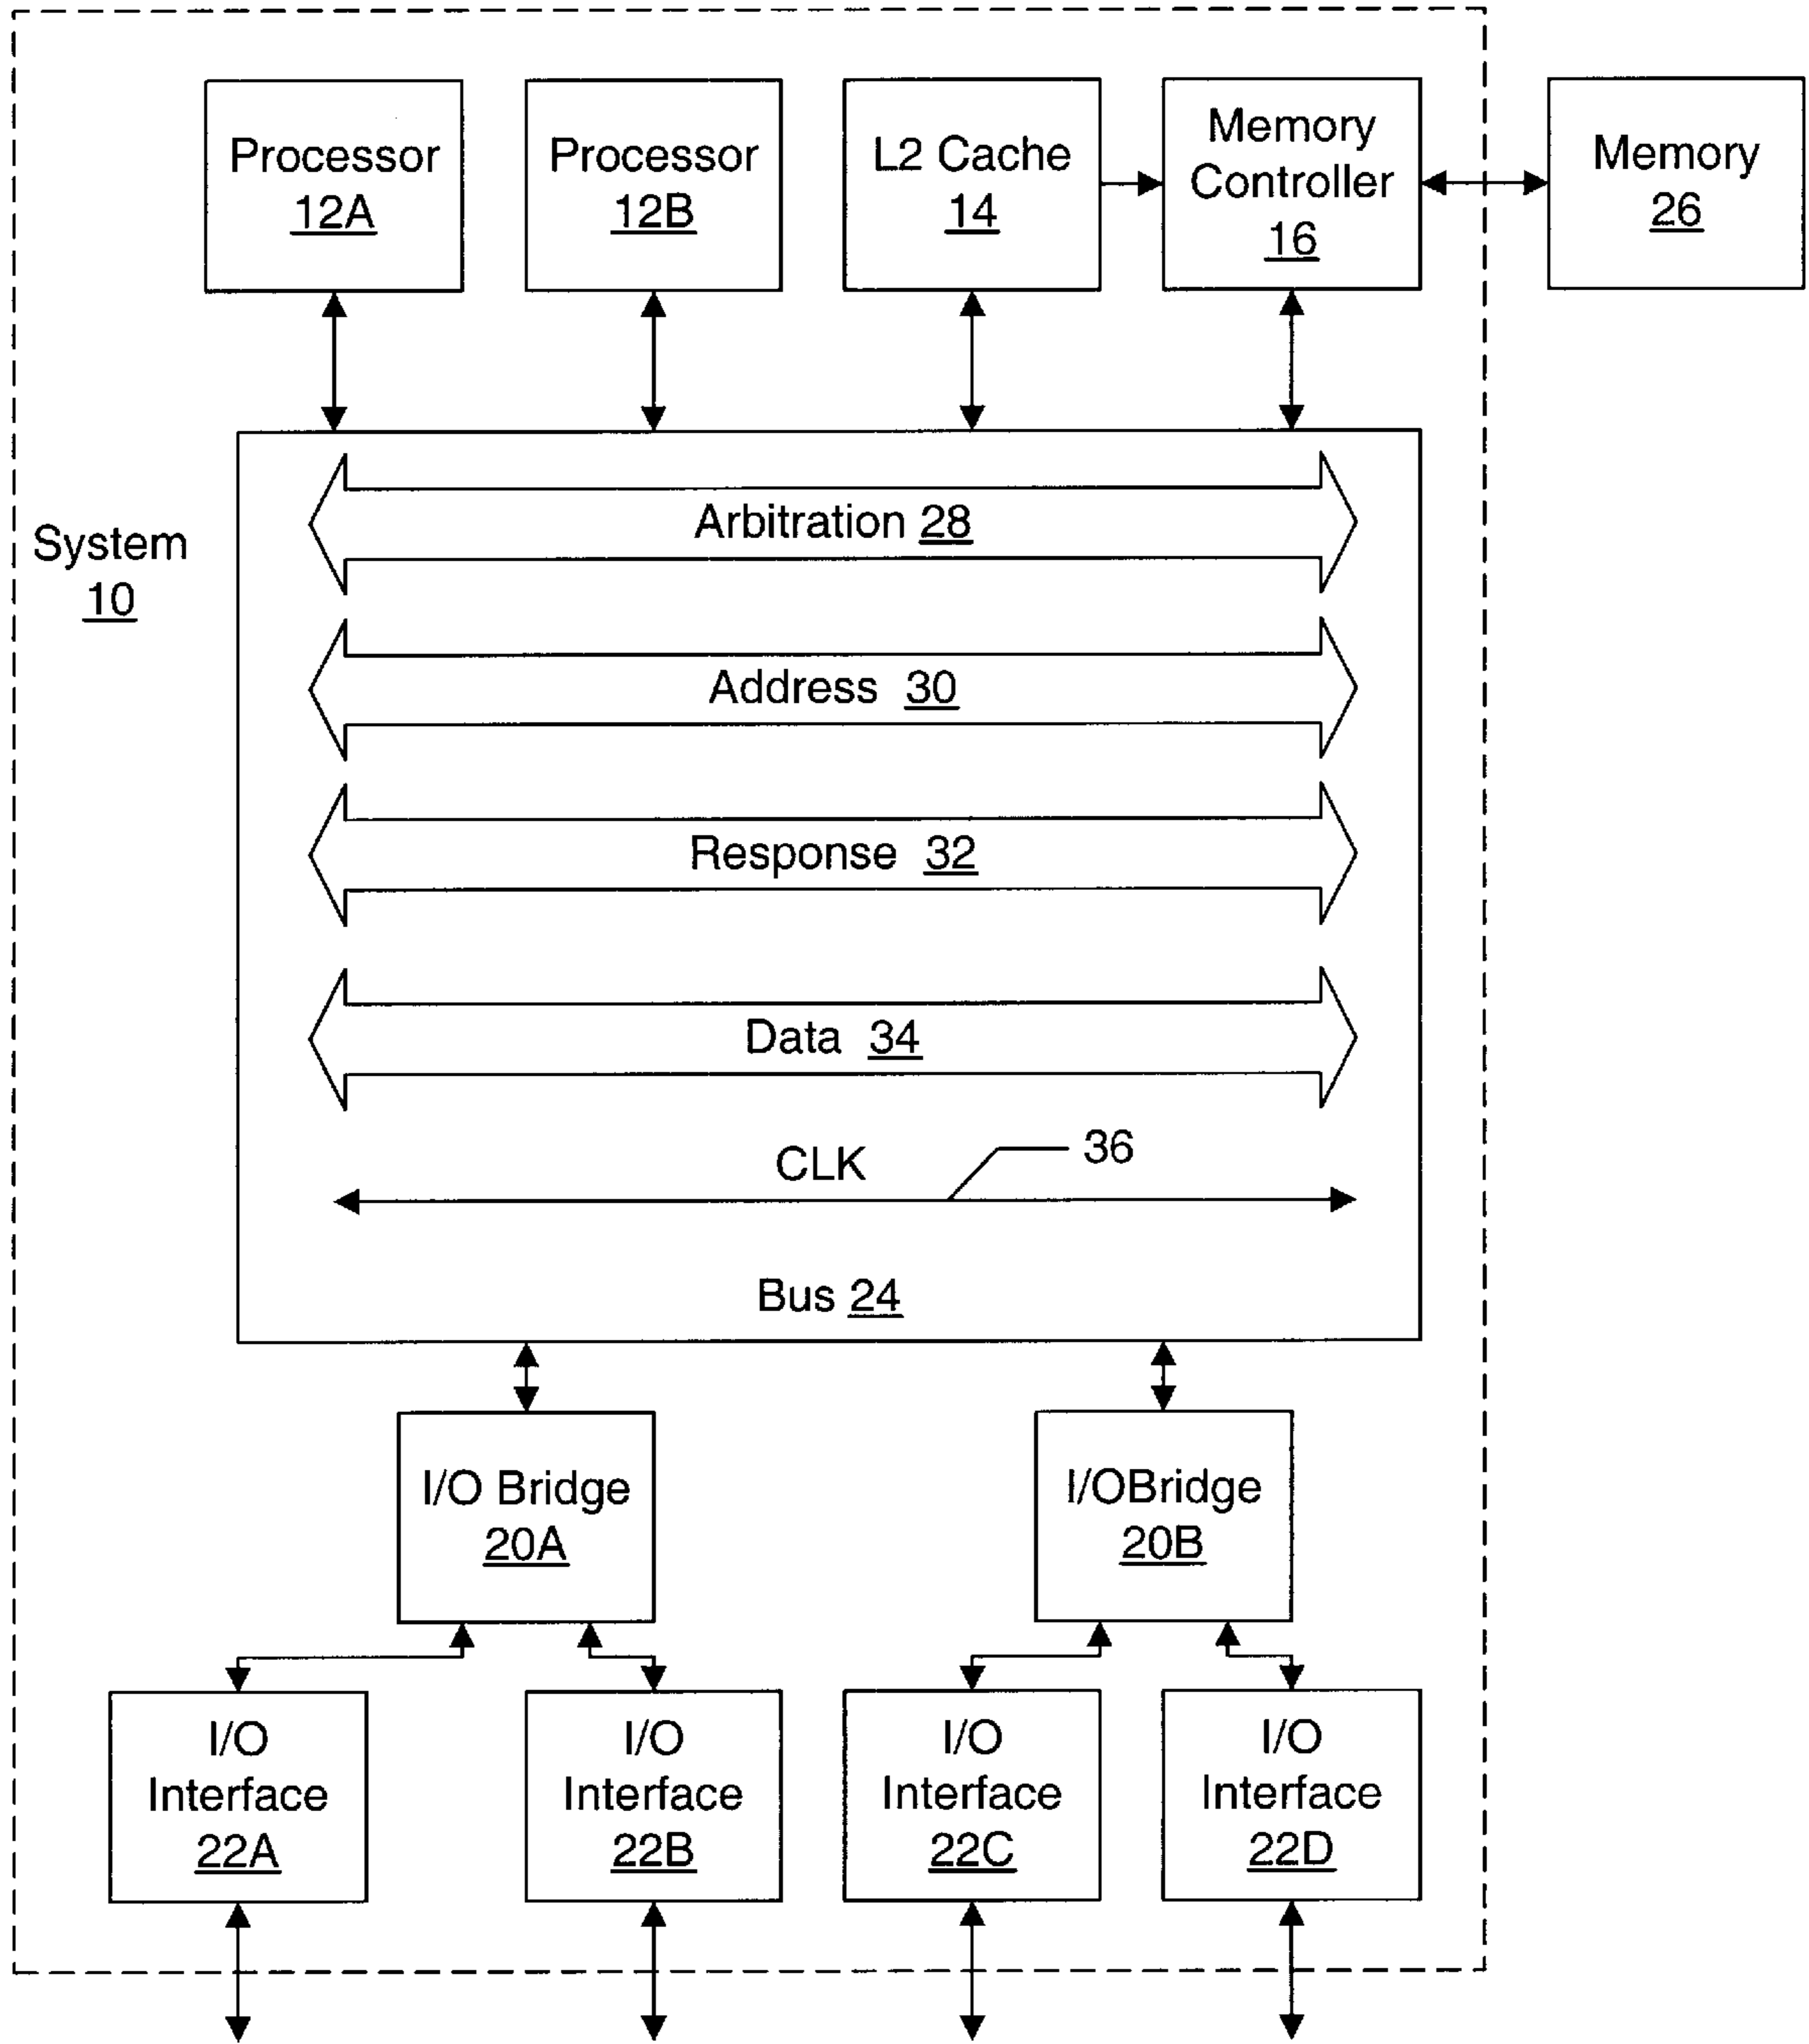 Processor
12A
Processor
12B
L2 Cache
14
Memory
Controller
16
Memory
26
System
10
Arbitration 28
Address 30
Response 32
Data 34
CLK
36
Bus 24
I/O Bridge
20A
I/OBridge
20B
I/O
Interface
22A
I/O
Interface
22B
I/O
Interface
22C
I/O
Interface
22D